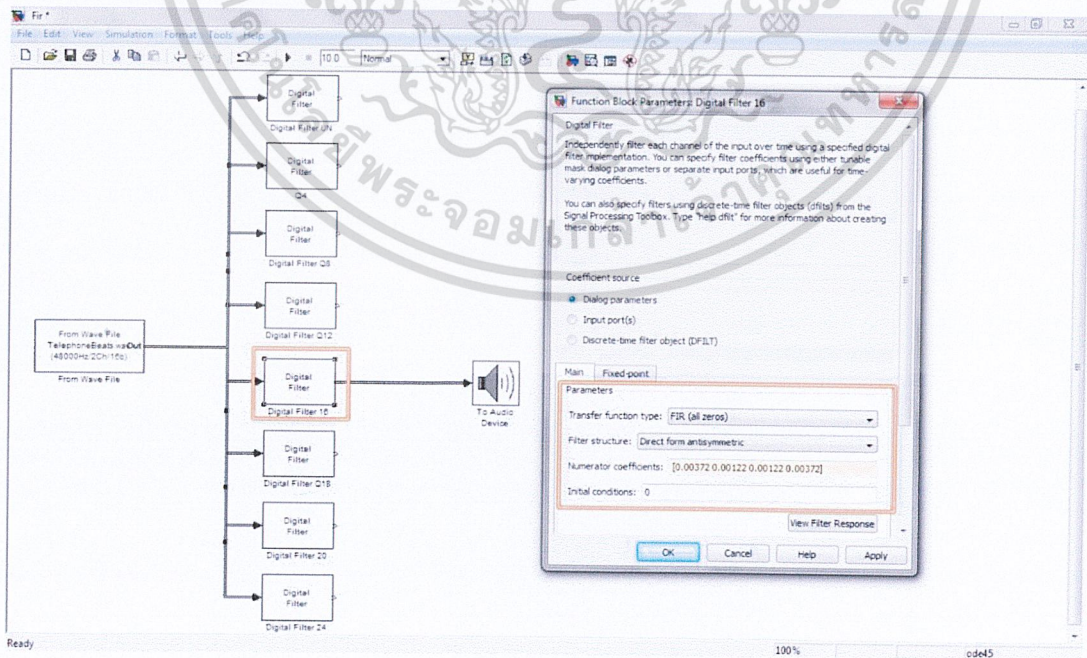 Fir *
File Edit View Simulation Format Tools Help
10.0 Normal
Digital Filter
Digital Filter UN
Digital Filter
Q4
Digital Filter
Digital Filter Q8
Digital Filter
Digital Filter Q12
From Wave File
TelephoneBeats.wa Out
(48000Hz/2Ch/16b)
From Wave File
Digital Filter
Digital Filter 16
To Audio Device
Digital Filter
Digital Filter Q18
Digital Filter
Digital Filter 20
Digital Filter
Digital Filter 24
Function Block Parameters: Digital Filter 16
Digital Filter
Independently filter each channel of the input over time using a specified digital
filter implementation. You can specify filter coefficients using either tunable
mask dialog parameters or separate input ports, which are useful for time-
varying coefficients.
You can also specify filters using discrete-time filter objects (dfilts) from the
Signal Processing Toolbox. Type "help dfilt" for more information about creating
these objects.
Coefficient source
Dialog parameters
Input port(s)
Discrete-time filter object (DFILT)
Main Fixed-point
Parameters
Transfer function type: FIR (all zeros)
Filter structure: Direct form antisymmetric
Numerator coefficients: [0.00372 0.00122 0.00122 0.00372]
Initial conditions: 0
View Filter Response
OK Cancel Help Apply
Ready 100% ode45